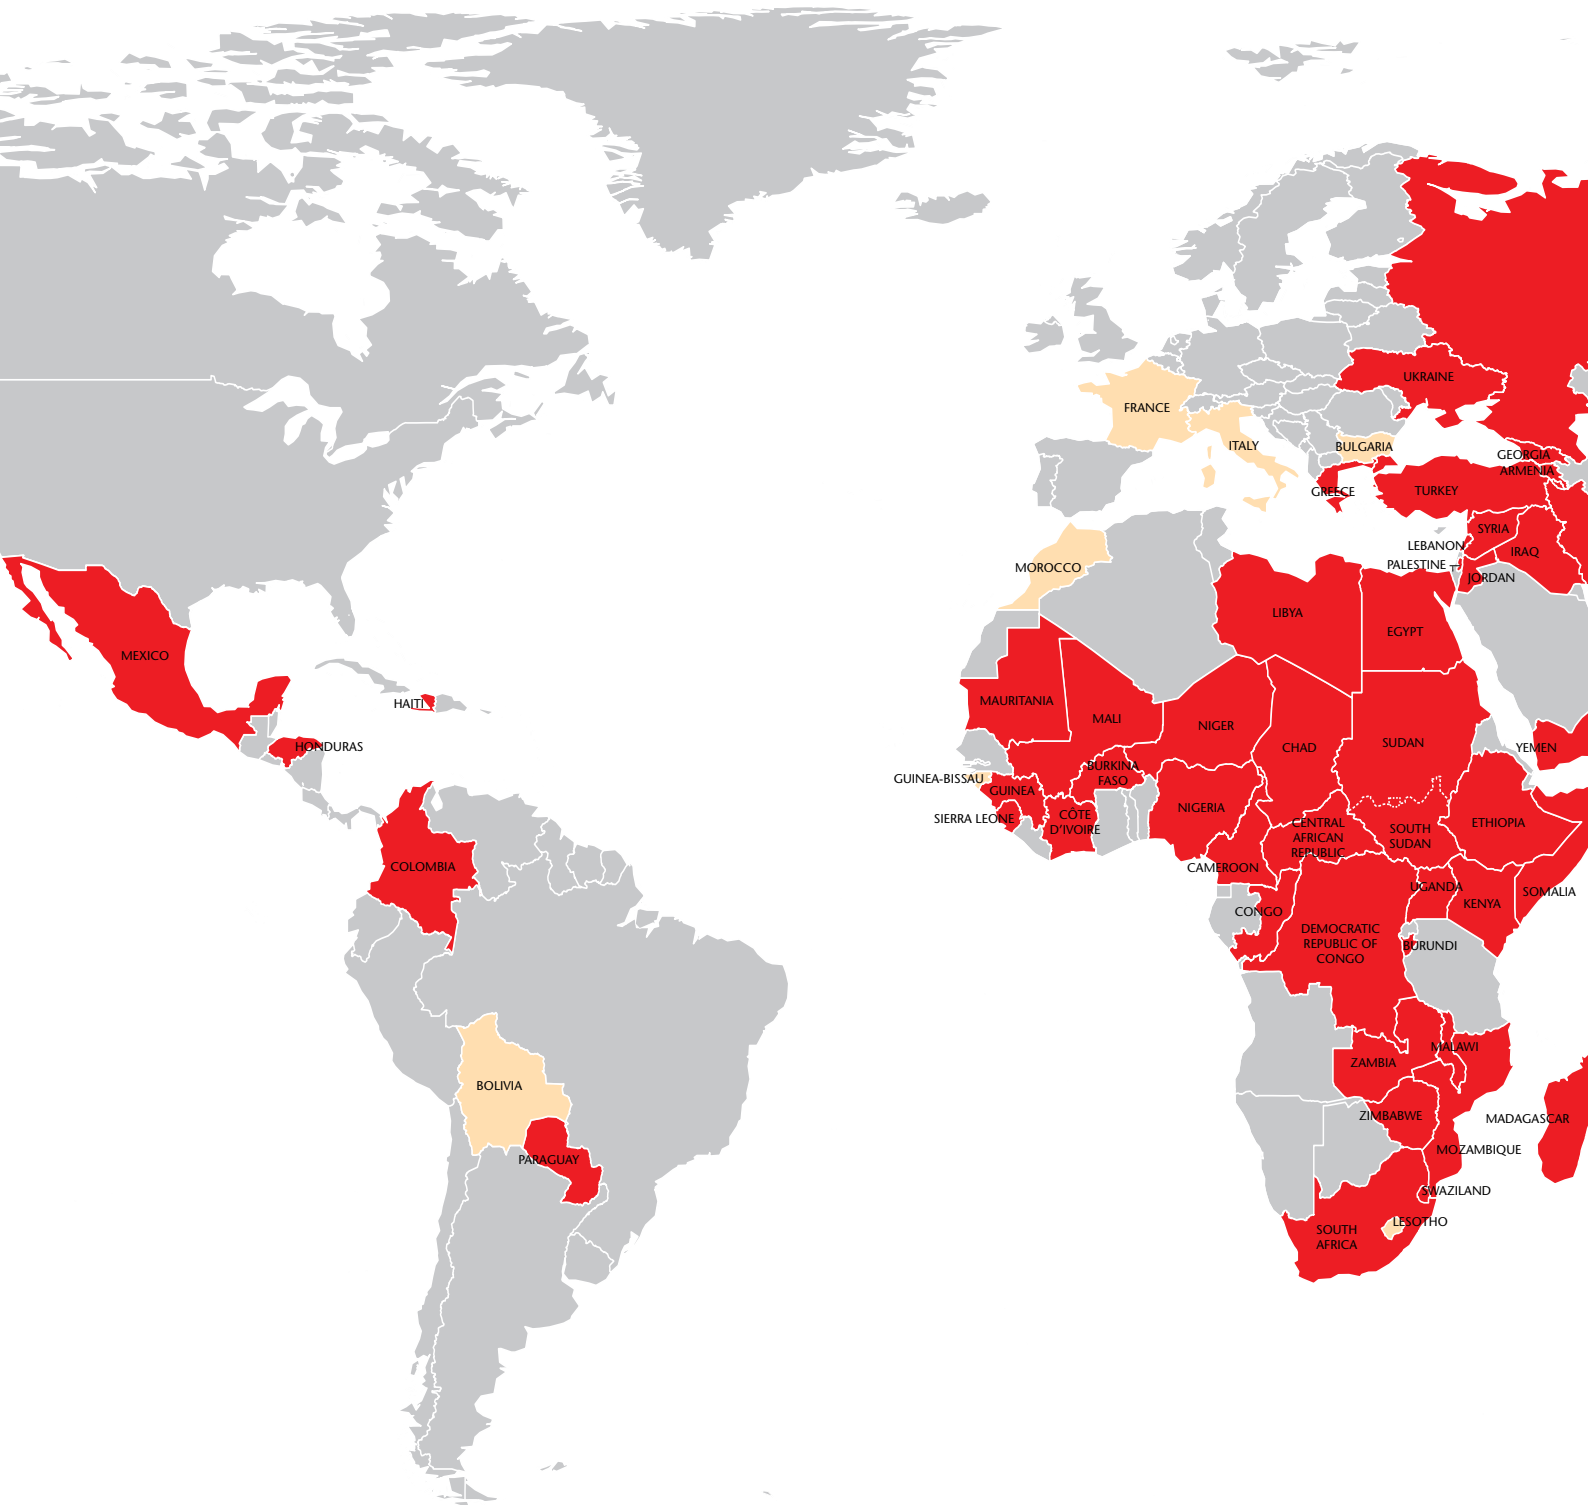 UKRAINE
FRANCE
ITALY
BULGARIA
GEORGIA
ARMENIA
GREECE
TURKEY
SYRIA
LEBANON
IRAQ
PALESTINE
JORDAN
MOROCCO
LIBYA
EGYPT
MEXICO
HAITI
HONDURAS
MAURITANIA
MALI
NIGER
CHAD
SUDAN
YEMEN
GUINEA-BISSAU
BURKINA
FASO
GUINEA
SIERRA LEONE
CÔTE
D'IVOIRE
NIGERIA
CENTRAL
AFRICAN
REPUBLIC
SOUTH
SUDAN
ETHIOPIA
COLOMBIA
CAMEROON
UGANDA
KENYA
SOMALIA
CONGO
DEMOCRATIC
REPUBLIC OF
CONGO
BURUNDI
MALAWI
ZAMBIA
BOLIVIA
ZIMBABWE
MADAGASCAR
MOZAMBIQUE
PARAGUAY
SWAZILAND
LESOTHO
SOUTH
AFRICA